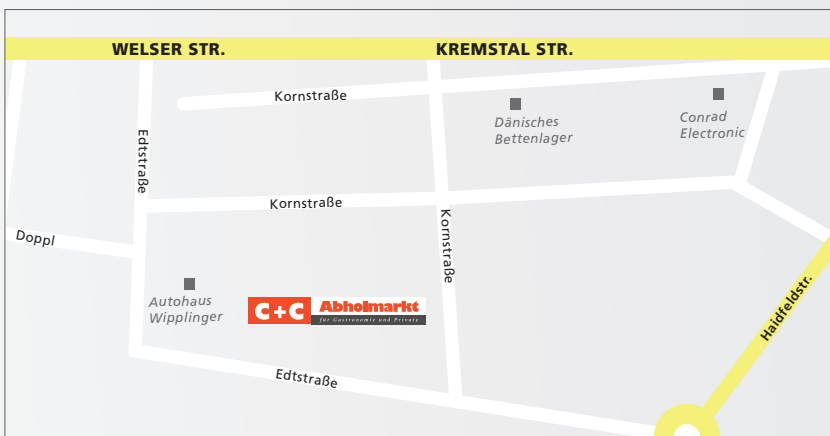 WELSER STR.
KREMSTAL STR.
Kornstraße
Dänisches
Bettenlager
Conrad
Electronic
Edtstraße
Kornstraße
Kornstraße
Doppl
Autohaus
Wipplinger
C+C Abholmarkt
für Gastronomie und Private
Haidfeldstr.
Edtstraße